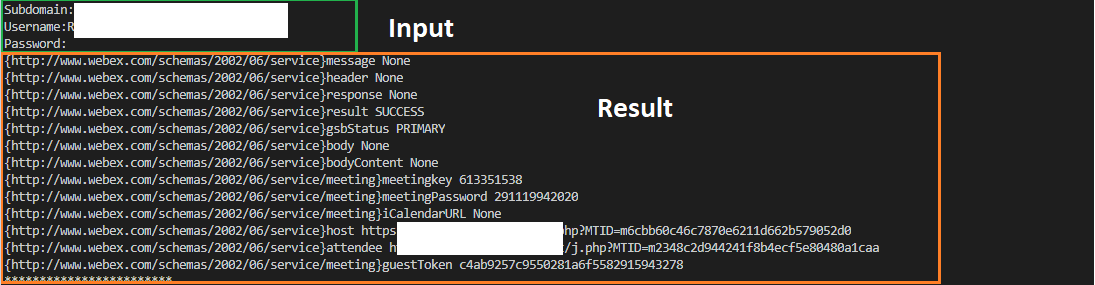 Subdomain:
Username:R
Password:
Input
{http://www.webex.com/schemas/2002/06/service}message None
{http://www.webex.com/schemas/2002/06/service}header None
{http://www.webex.com/schemas/2002/06/service}response None
{http://www.webex.com/schemas/2002/06/service}result SUCCESS
Result
{http://www.webex.com/schemas/2002/06/service}gsbStatus PRIMARY
{http://www.webex.com/schemas/2002/06/service}body None
{http://www.webex.com/schemas/2002/06/service}bodyContent None
{http://www.webex.com/schemas/2002/06/service/meeting}meetingkey 613351538
{http://www.webex.com/schemas/2002/06/service/meeting}meetingPassword 291119942020
{http://www.webex.com/schemas/2002/06/service/meeting}iCalendarURL None
{http://www.webex.com/schemas/2002/06/service}host https php?MTID=m6cbb60c46c7870e6211d662b579052d0
{http://www.webex.com/schemas/2002/06/service}attendee ht /j.php?MTID=m2348c2d944241f8b4ecf5e80480a1caa
{http://www.webex.com/schemas/2002/06/service/meeting}guestToken c4ab9257c9550281a6f5582915943278
************************